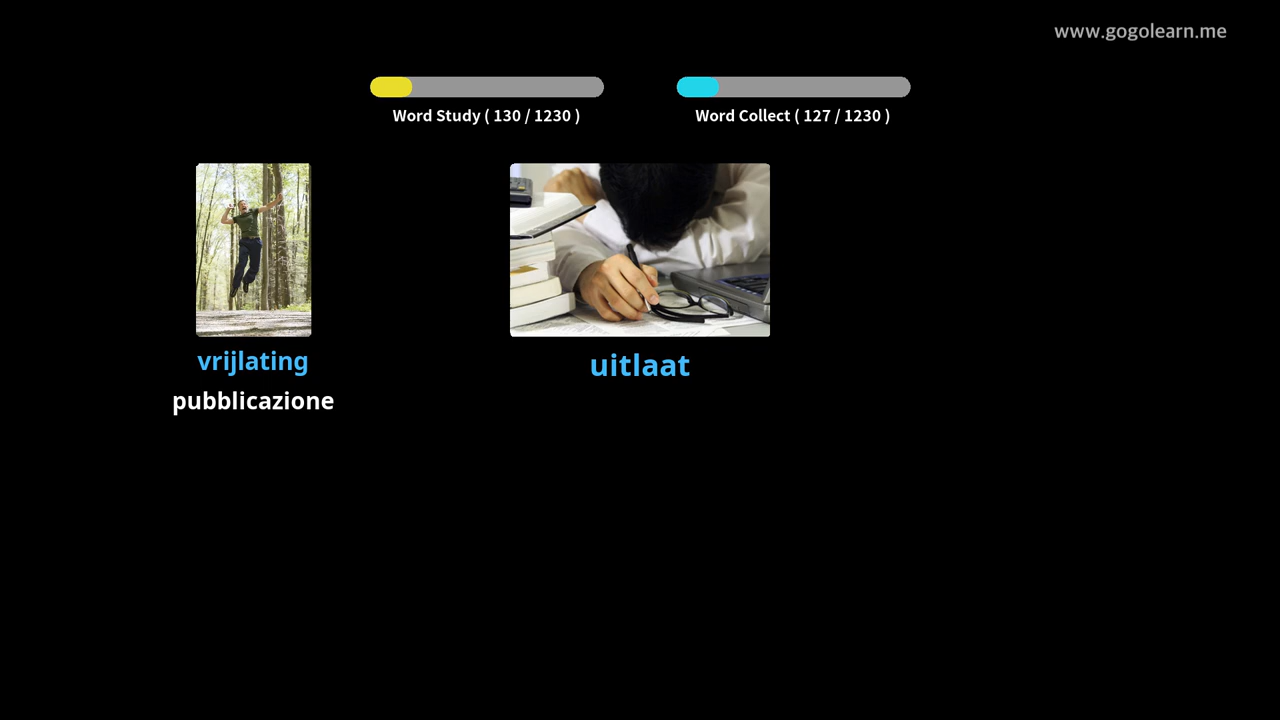 www.gogolearn.me
Word Study ( 130 / 1230 )
Word Collect ( 127 / 1230 )
vrijlating
pubblicazione
uitlaat